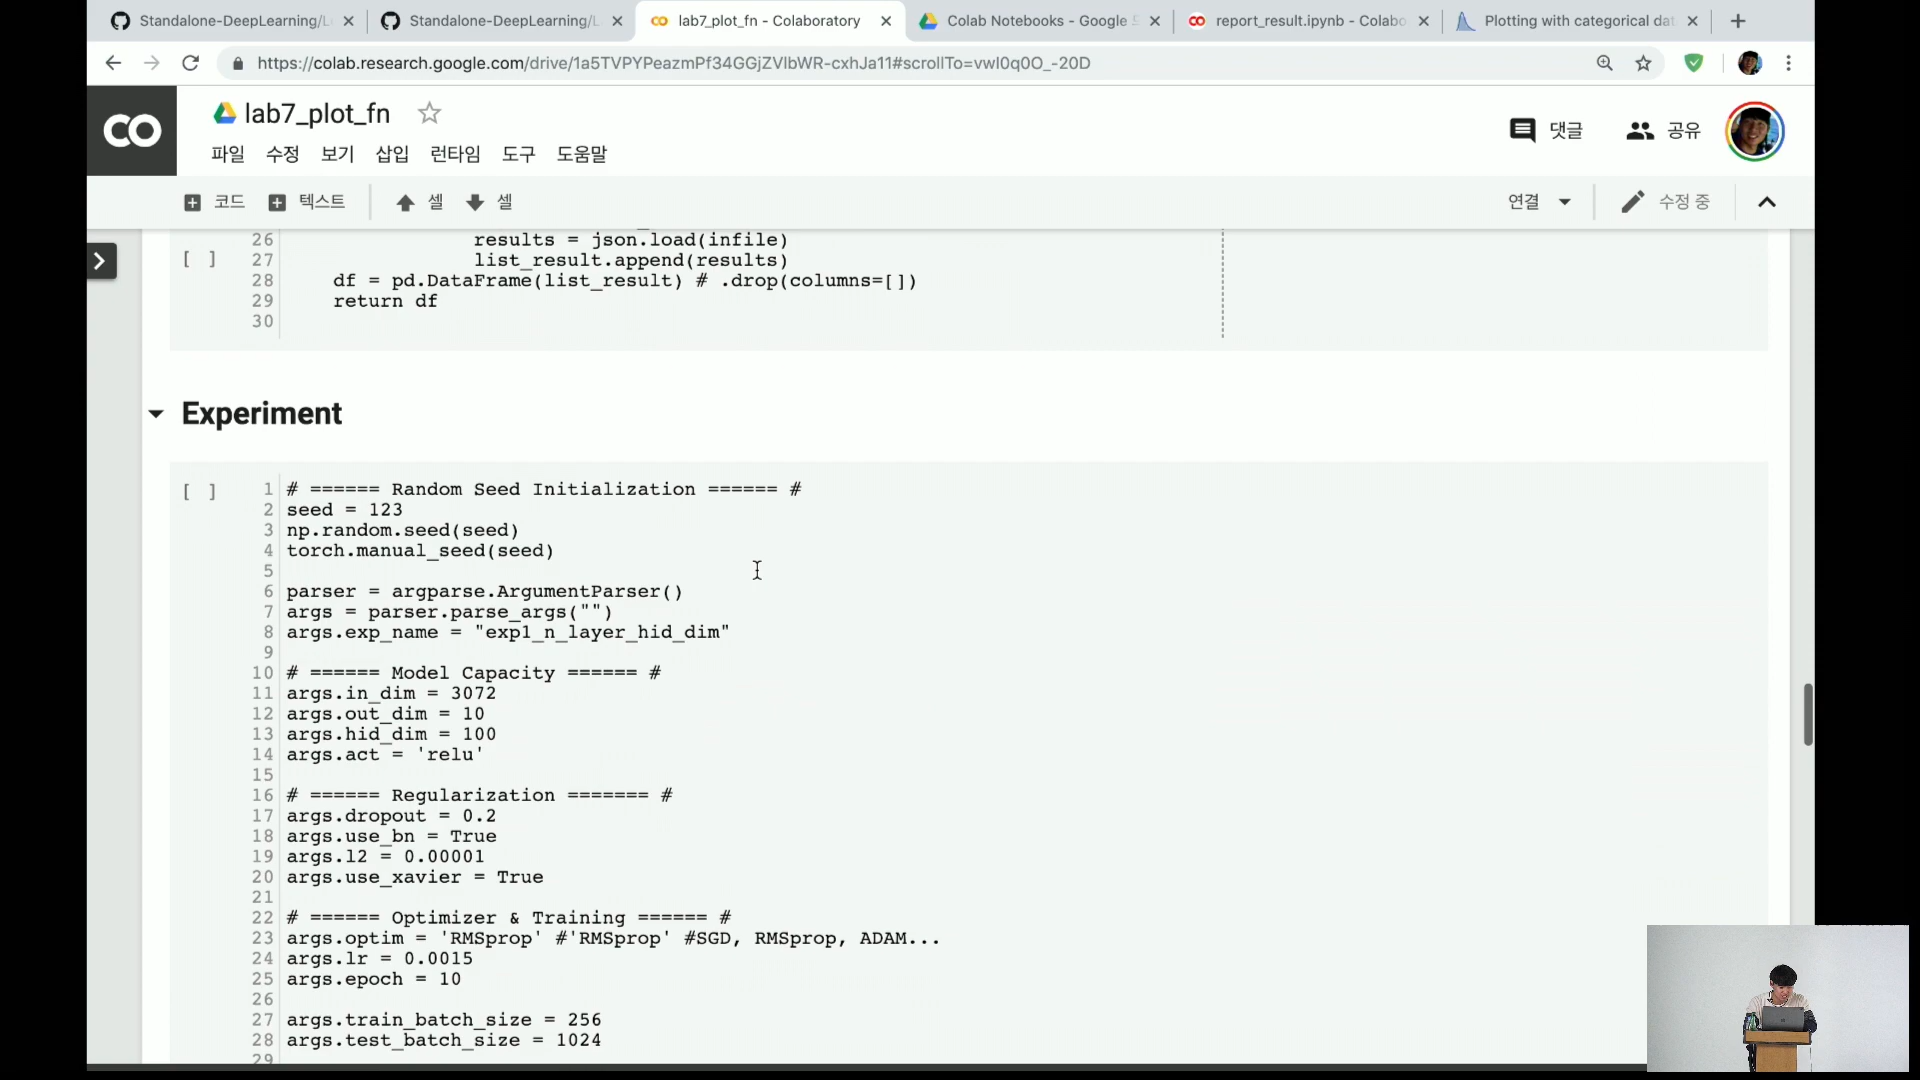 Standalone-DeepLearning/L
Standalone-DeepLearning/L
lab7_plot_fn - Colaboratory
Colab Notebooks - Google
report_result.ipynb - Colabo
Plotting with categorical dat
https://colab.research.google.com/drive/1a5TVPYPeazmPf34GGjZVlbWR-cxhJa11#scrollTo=vwI0q0O_-20D
lab7_plot_fn
댓글
공유
파일 수정 보기 삽입 런타임 도구 도움말
코드 텍스트 셀 셀
연결
수정 중
26 results = json.load(infile)
[ ] 27 list_result.append(results)
28 df = pd.DataFrame(list_result) # .drop(columns=[])
29 return df
30
Experiment
[ ] 1 # ====== Random Seed Initialization ====== #
2 seed = 123
3 np.random.seed(seed)
4 torch.manual_seed(seed)
5
6 parser = argparse.ArgumentParser()
7 args = parser.parse_args("")
8 args.exp_name = "exp1_n_layer_hid_dim"
9
10 # ====== Model Capacity ====== #
11 args.in_dim = 3072
12 args.out_dim = 10
13 args.hid_dim = 100
14 args.act = 'relu'
15
16 # ====== Regularization ======= #
17 args.dropout = 0.2
18 args.use_bn = True
19 args.l2 = 0.00001
20 args.use_xavier = True
21
22 # ====== Optimizer & Training ====== #
23 args.optim = 'RMSprop' #'RMSprop' #SGD, RMSprop, ADAM...
24 args.lr = 0.0015
25 args.epoch = 10
26
27 args.train_batch_size = 256
28 args.test_batch_size = 1024
29